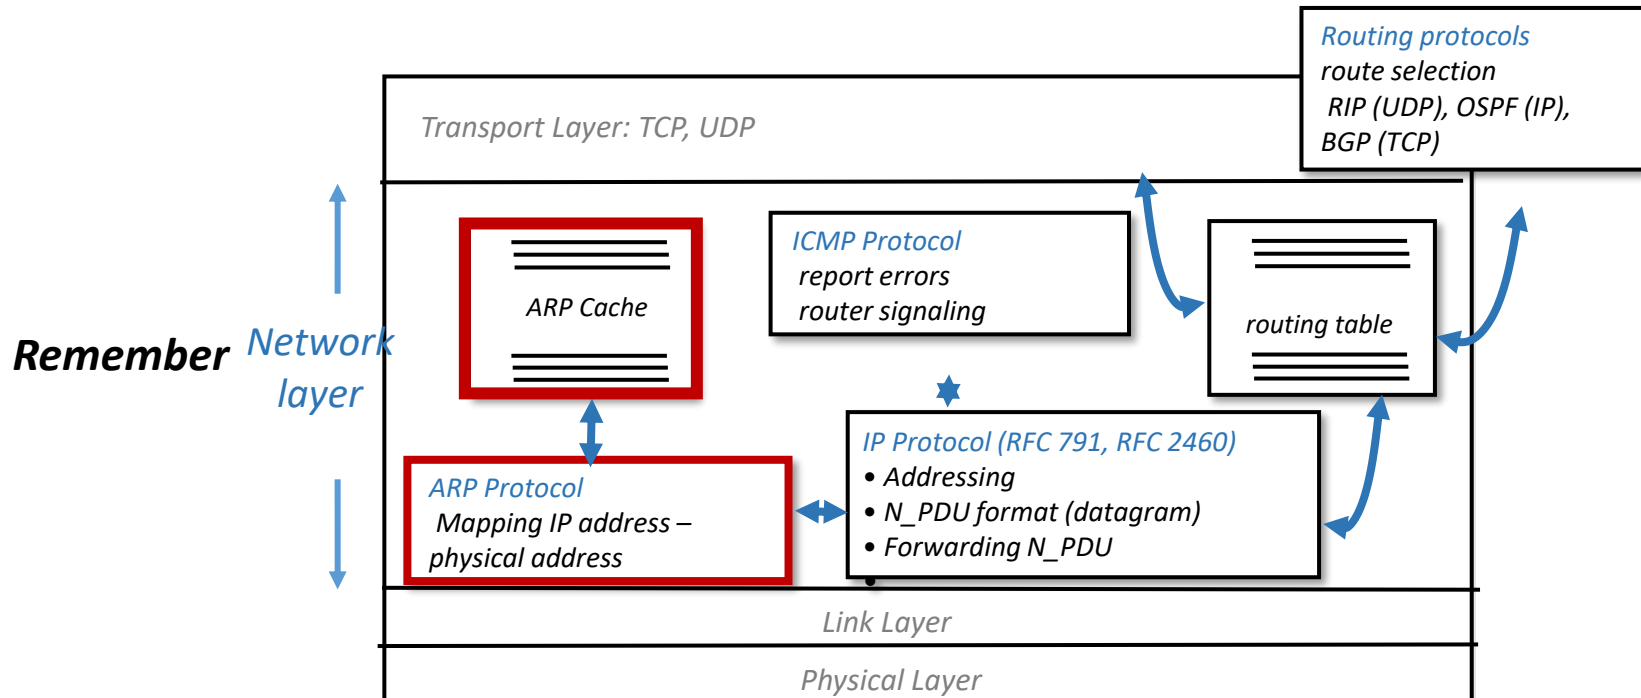 Routing protocols
route selection
RIP (UDP), OSPF (IP),
BGP (TCP)
Transport Layer: TCP, UDP
Remember
Network
layer
ARP Cache
ICMP Protocol
report errors
router signaling
routing table
ARP Protocol
Mapping IP address –
physical address
IP Protocol (RFC 791, RFC 2460)
• Addressing
• N_PDU format (datagram)
• Forwarding N_PDU
•
Link Layer
Physical Layer